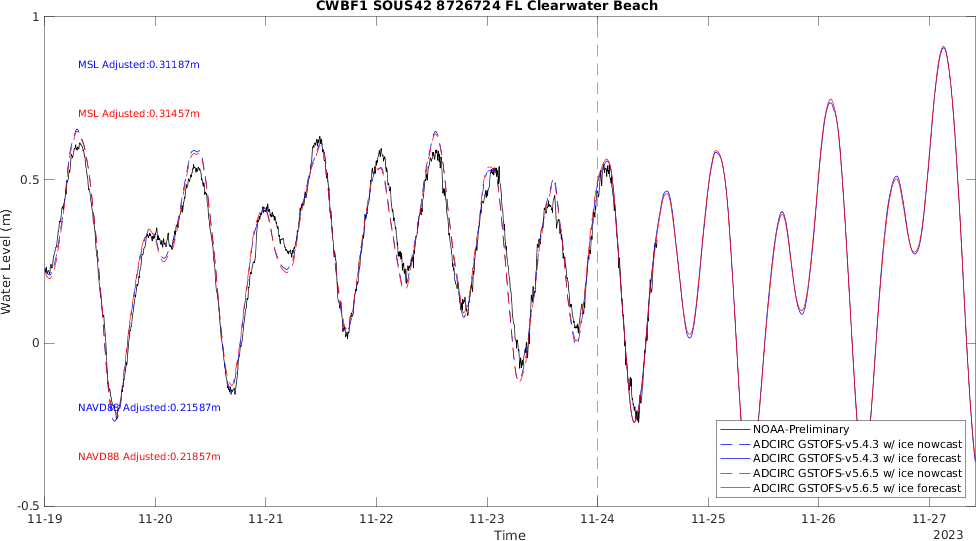 CWBF1 SOUS42 8726724 FL Clearwater Beach
1
MSL Adjusted:0.31187m
MSL Adjusted:0.31457m
0.5
Water Level (m)
0
NAVD88 Adjusted:0.21587m
NAVD88 Adjusted:0.21857m
NOAA-Preliminary
ADCIRC GSTOFS-v5.4.3 w/ ice nowcast
ADCIRC GSTOFS-v5.4.3 w/ ice forecast
ADCIRC GSTOFS-v5.6.5 w/ ice nowcast
ADCIRC GSTOFS-v5.6.5 w/ ice forecast
-0.5
11-19 11-20 11-21 11-22 11-23 11-24 11-25 11-26 11-27
Time
2023